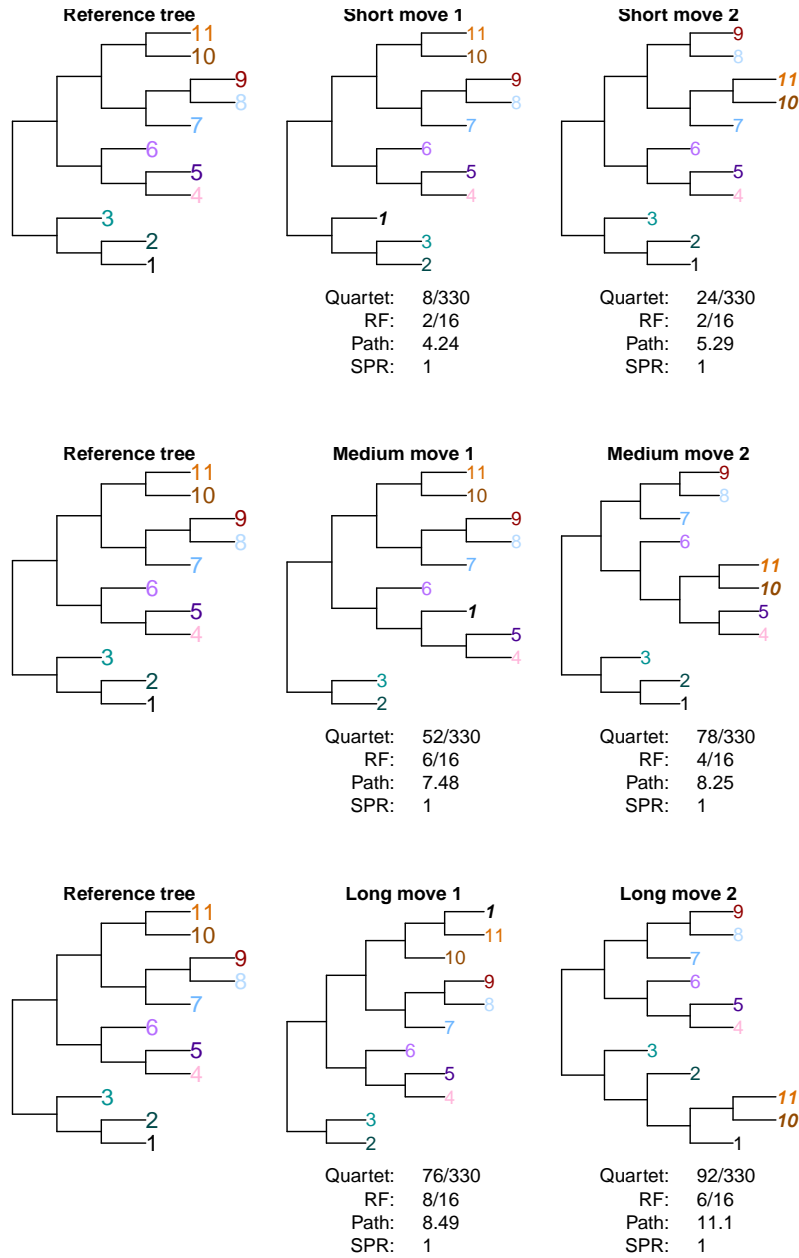 Reference tree Short move 1 Short move 2
11 11 9
10 10 8
9 9 11
8 8 10
7 7 7
6 6 6
5 5 5
4 4 4
3 1 3
2 3 2
1 2 1
Quartet: 8/330 Quartet: 24/330
RF: 2/16 RF: 2/16
Path: 4.24 Path: 5.29
SPR: 1 SPR: 1
Reference tree Medium move 1 Medium move 2
11 11 9
10 10 8
9 9 7
8 8 6
7 7 11
6 6 10
5 1 5
4 5 4
3 4 3
2 3 2
1 2 1
Quartet: 52/330 Quartet: 78/330
RF: 6/16 RF: 4/16
Path: 7.48 Path: 8.25
SPR: 1 SPR: 1
Reference tree Long move 1 Long move 2
11 1 9
10 11 8
9 10 7
8 9 6
7 8 5
6 7 4
5 6 3
4 5 2
3 4 11
2 3 10
1 2 1
Quartet: 76/330 Quartet: 92/330
RF: 8/16 RF: 6/16
Path: 8.49 Path: 11.1
SPR: 1 SPR: 1